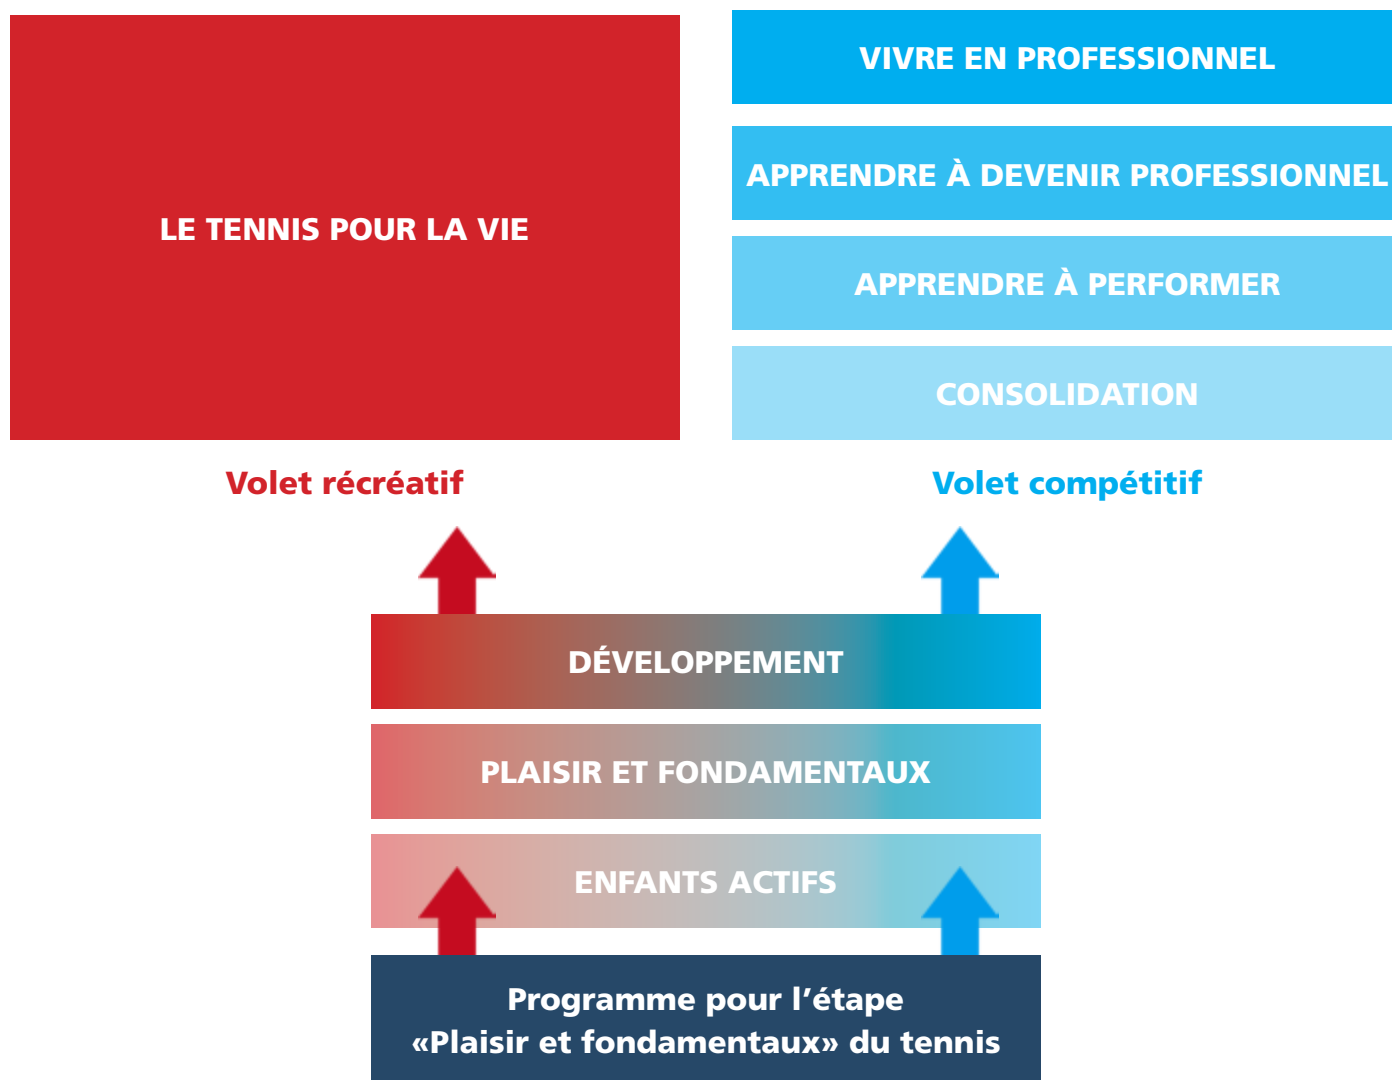 LE TENNIS POUR LA VIE
VIVRE EN PROFESSIONNEL
APPRENDRE À DEVENIR PROFESSIONNEL
APPRENDRE À PERFORMER
CONSOLIDATION
Volet récréatif
Volet compétitif
DÉVELOPPEMENT
PLAISIR ET FONDAMENTAUX
ENFANTS ACTIFS
Programme pour l’étape
«Plaisir et fondamentaux» du tennis